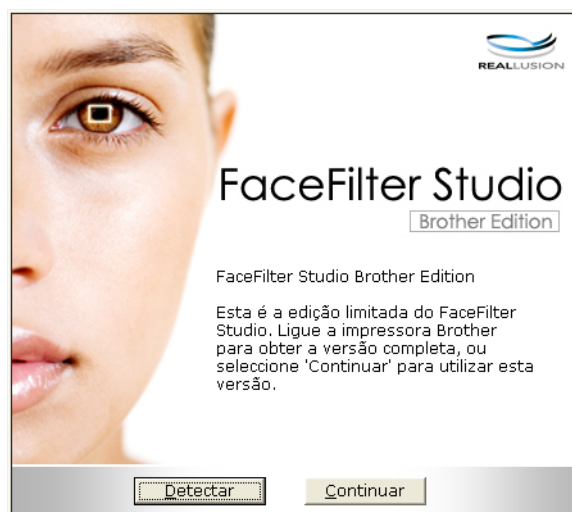 REALLUSION
FaceFilter Studio
Brother Edition
FaceFilter Studio Brother Edition
Esta é a edição limitada do FaceFilter
Studio. Ligue a impressora Brother
para obter a versão completa, ou
seleccione 'Continuar' para utilizar esta
versão.
Detectar
Continuar